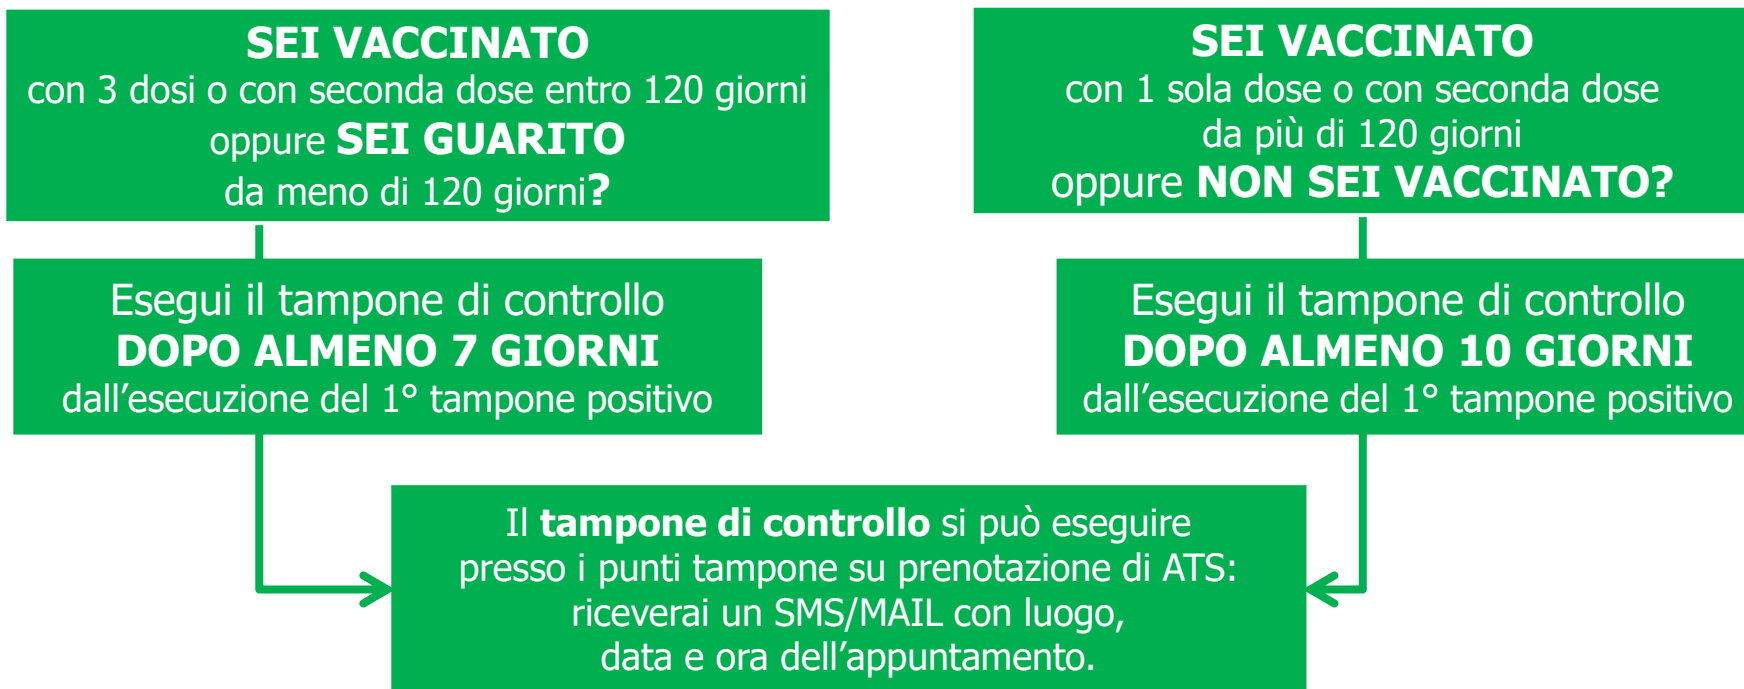 SEI VACCINATO
con 3 dosi o con seconda dose entro 120 giorni
oppure SEI GUARITO
da meno di 120 giorni?
SEI VACCINATO
con 1 sola dose o con seconda dose
da più di 120 giorni
oppure NON SEI VACCINATO?
Esegui il tampone di controllo
DOPO ALMENO 7 GIORNI
dall’esecuzione del 1° tampone positivo
Esegui il tampone di controllo
DOPO ALMENO 10 GIORNI
dall’esecuzione del 1° tampone positivo
Il tampone di controllo si può eseguire
presso i punti tampone su prenotazione di ATS:
riceverai un SMS/MAIL con luogo,
data e ora dell’appuntamento.